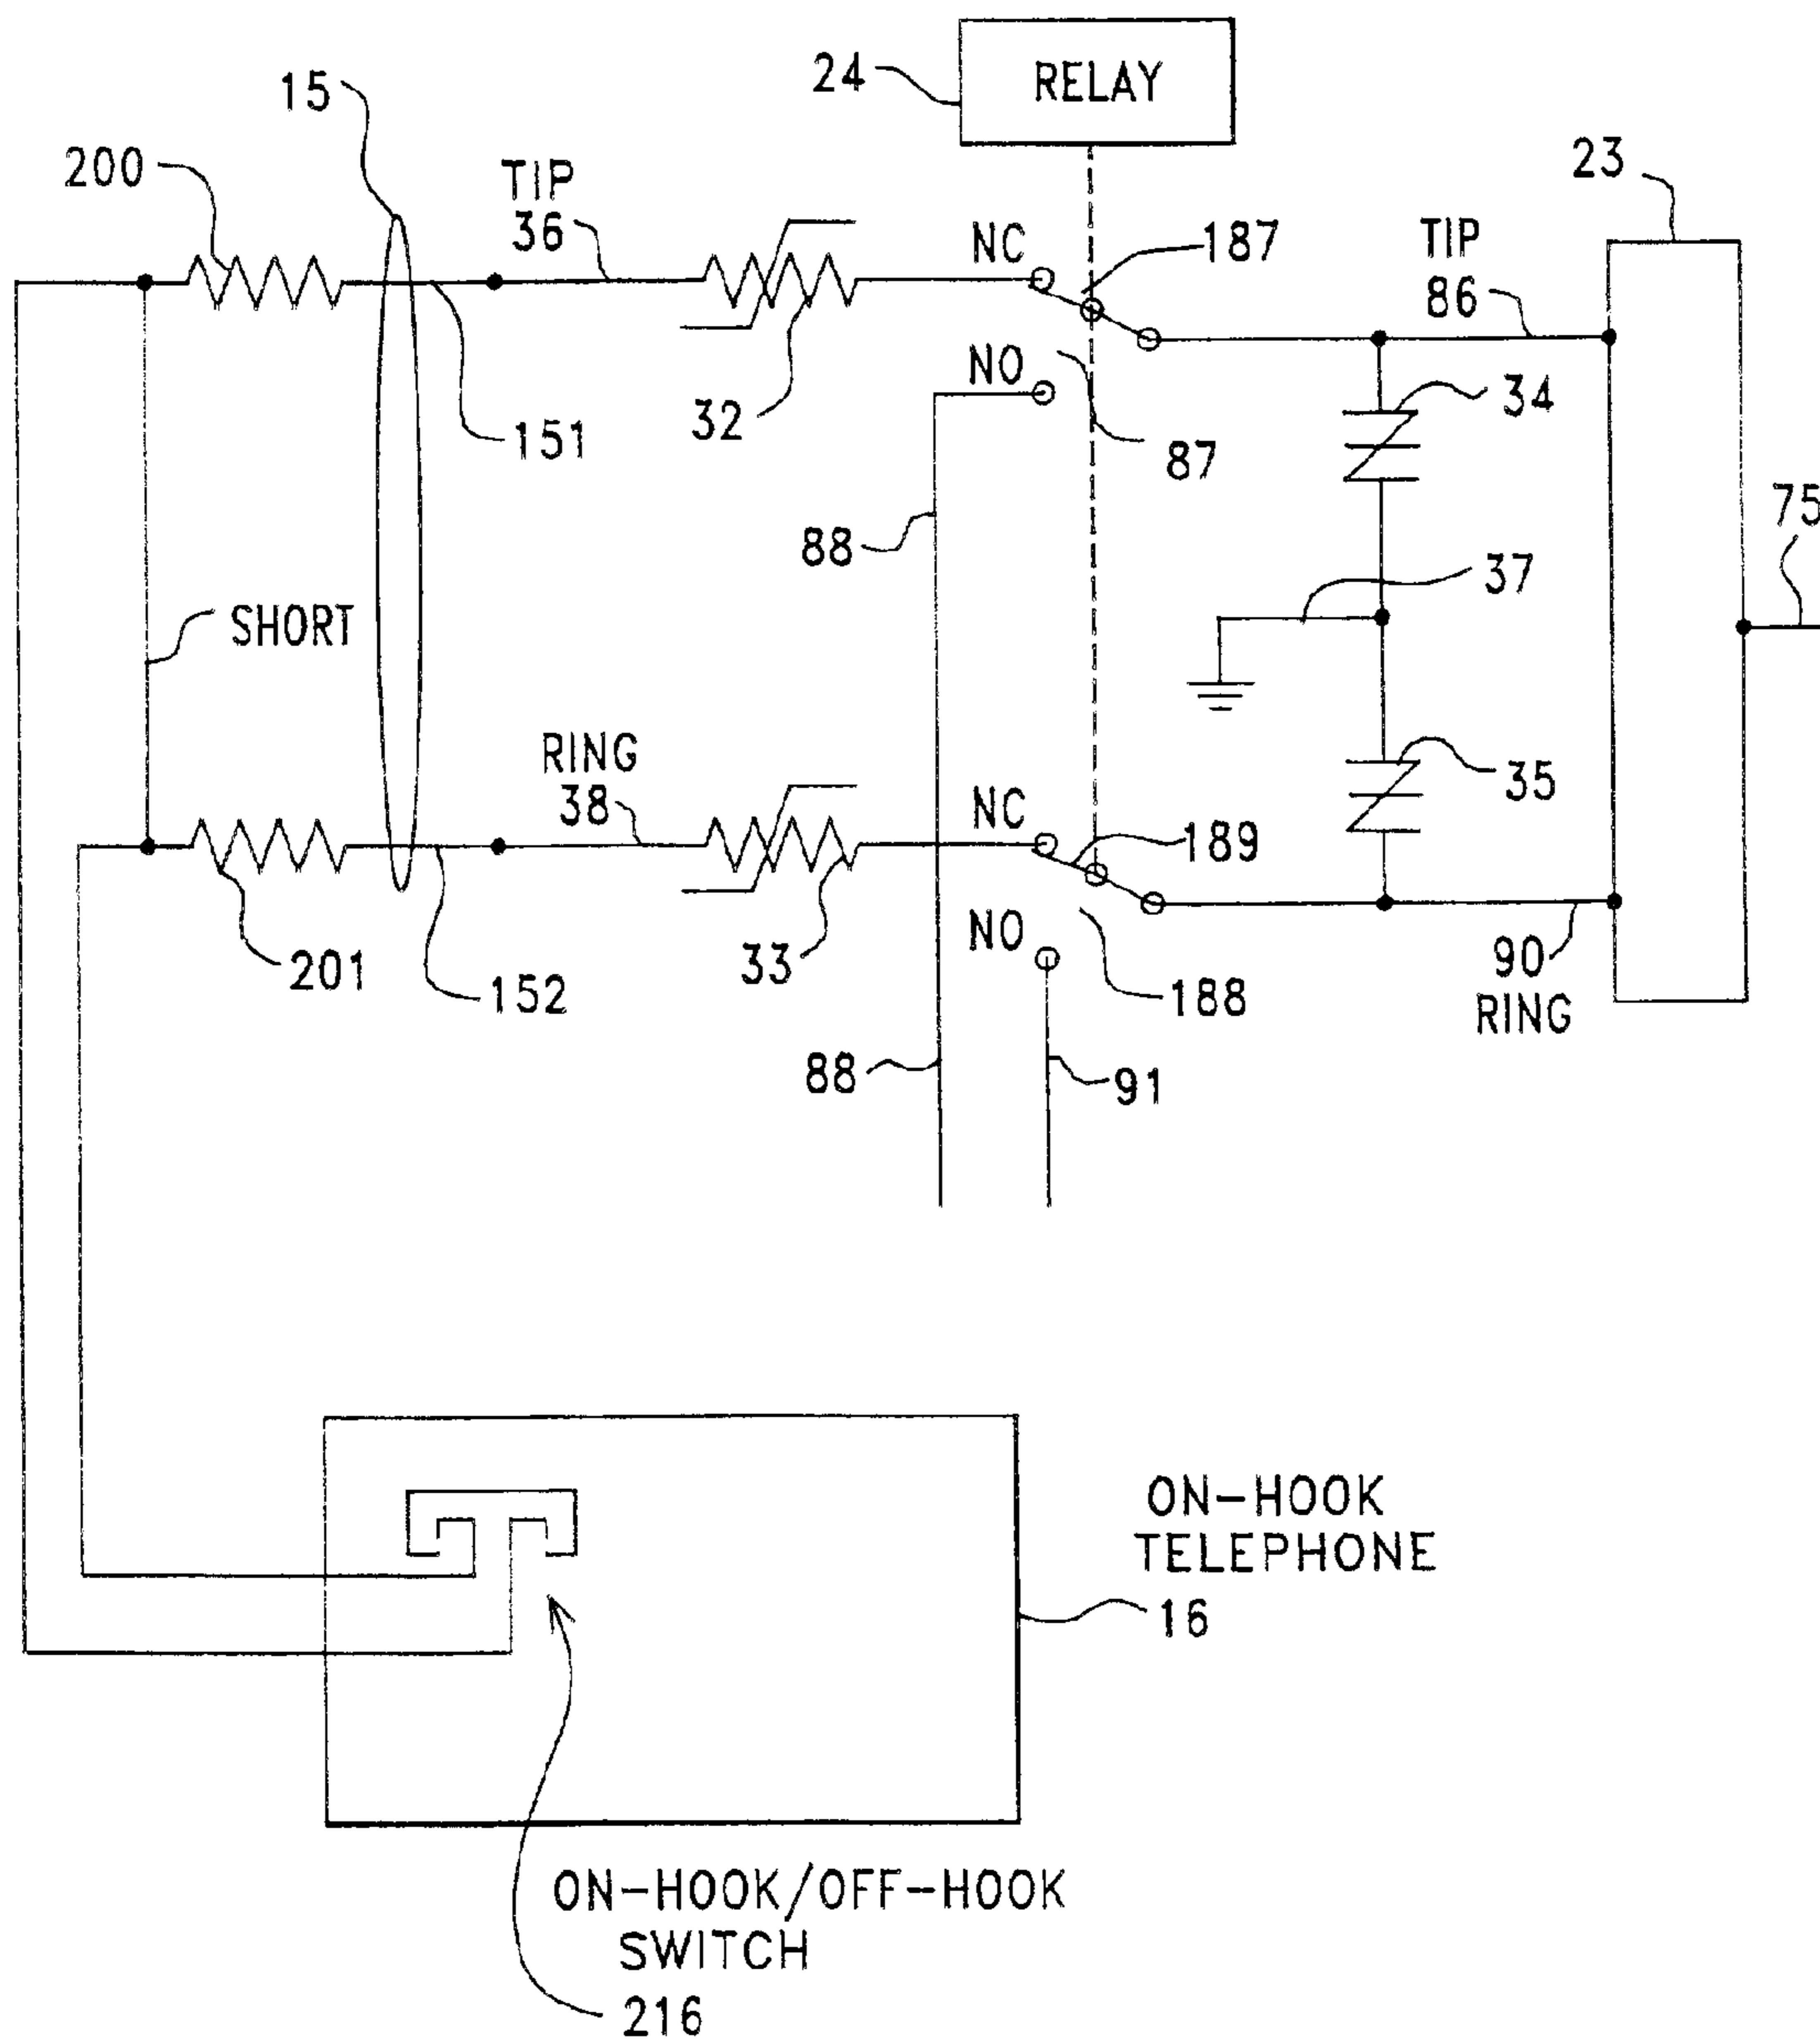 24
RELAY
15
23
200
TIP
36
NC
187
TIP
86
NO
34
32
151
87
75
88
37
SHORT
RING
38
NC
35
189
NO
201
33
90
152
188
RING
88
91
ON-HOOK
TELEPHONE
16
ON-HOOK/OFF-HOOK
SWITCH
216